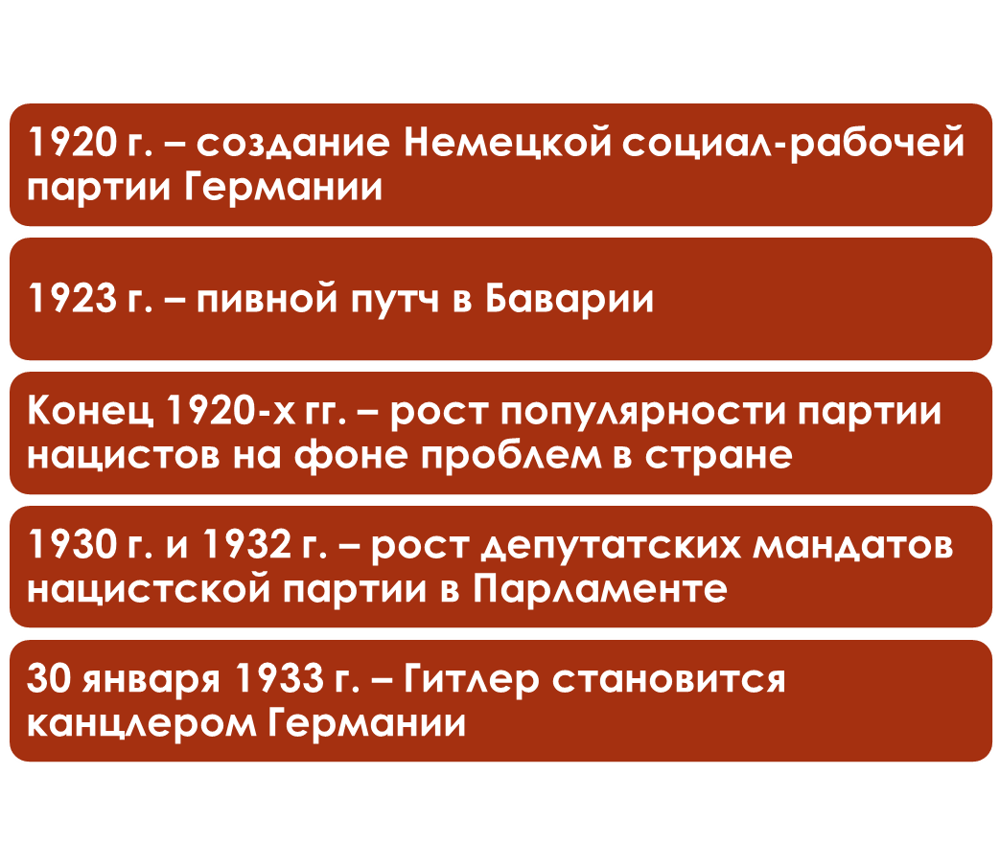 1920 г. – создание Немецкой социал-рабочей
партии Германии
1923 г. – пивной путч в Баварии
Конец 1920-х гг. – рост популярности партии
нацистов на фоне проблем в стране
1930 г. и 1932 г. – рост депутатских мандатов
нацистской партии в Парламенте
30 января 1933 г. – Гитлер становится
канцлером Германии